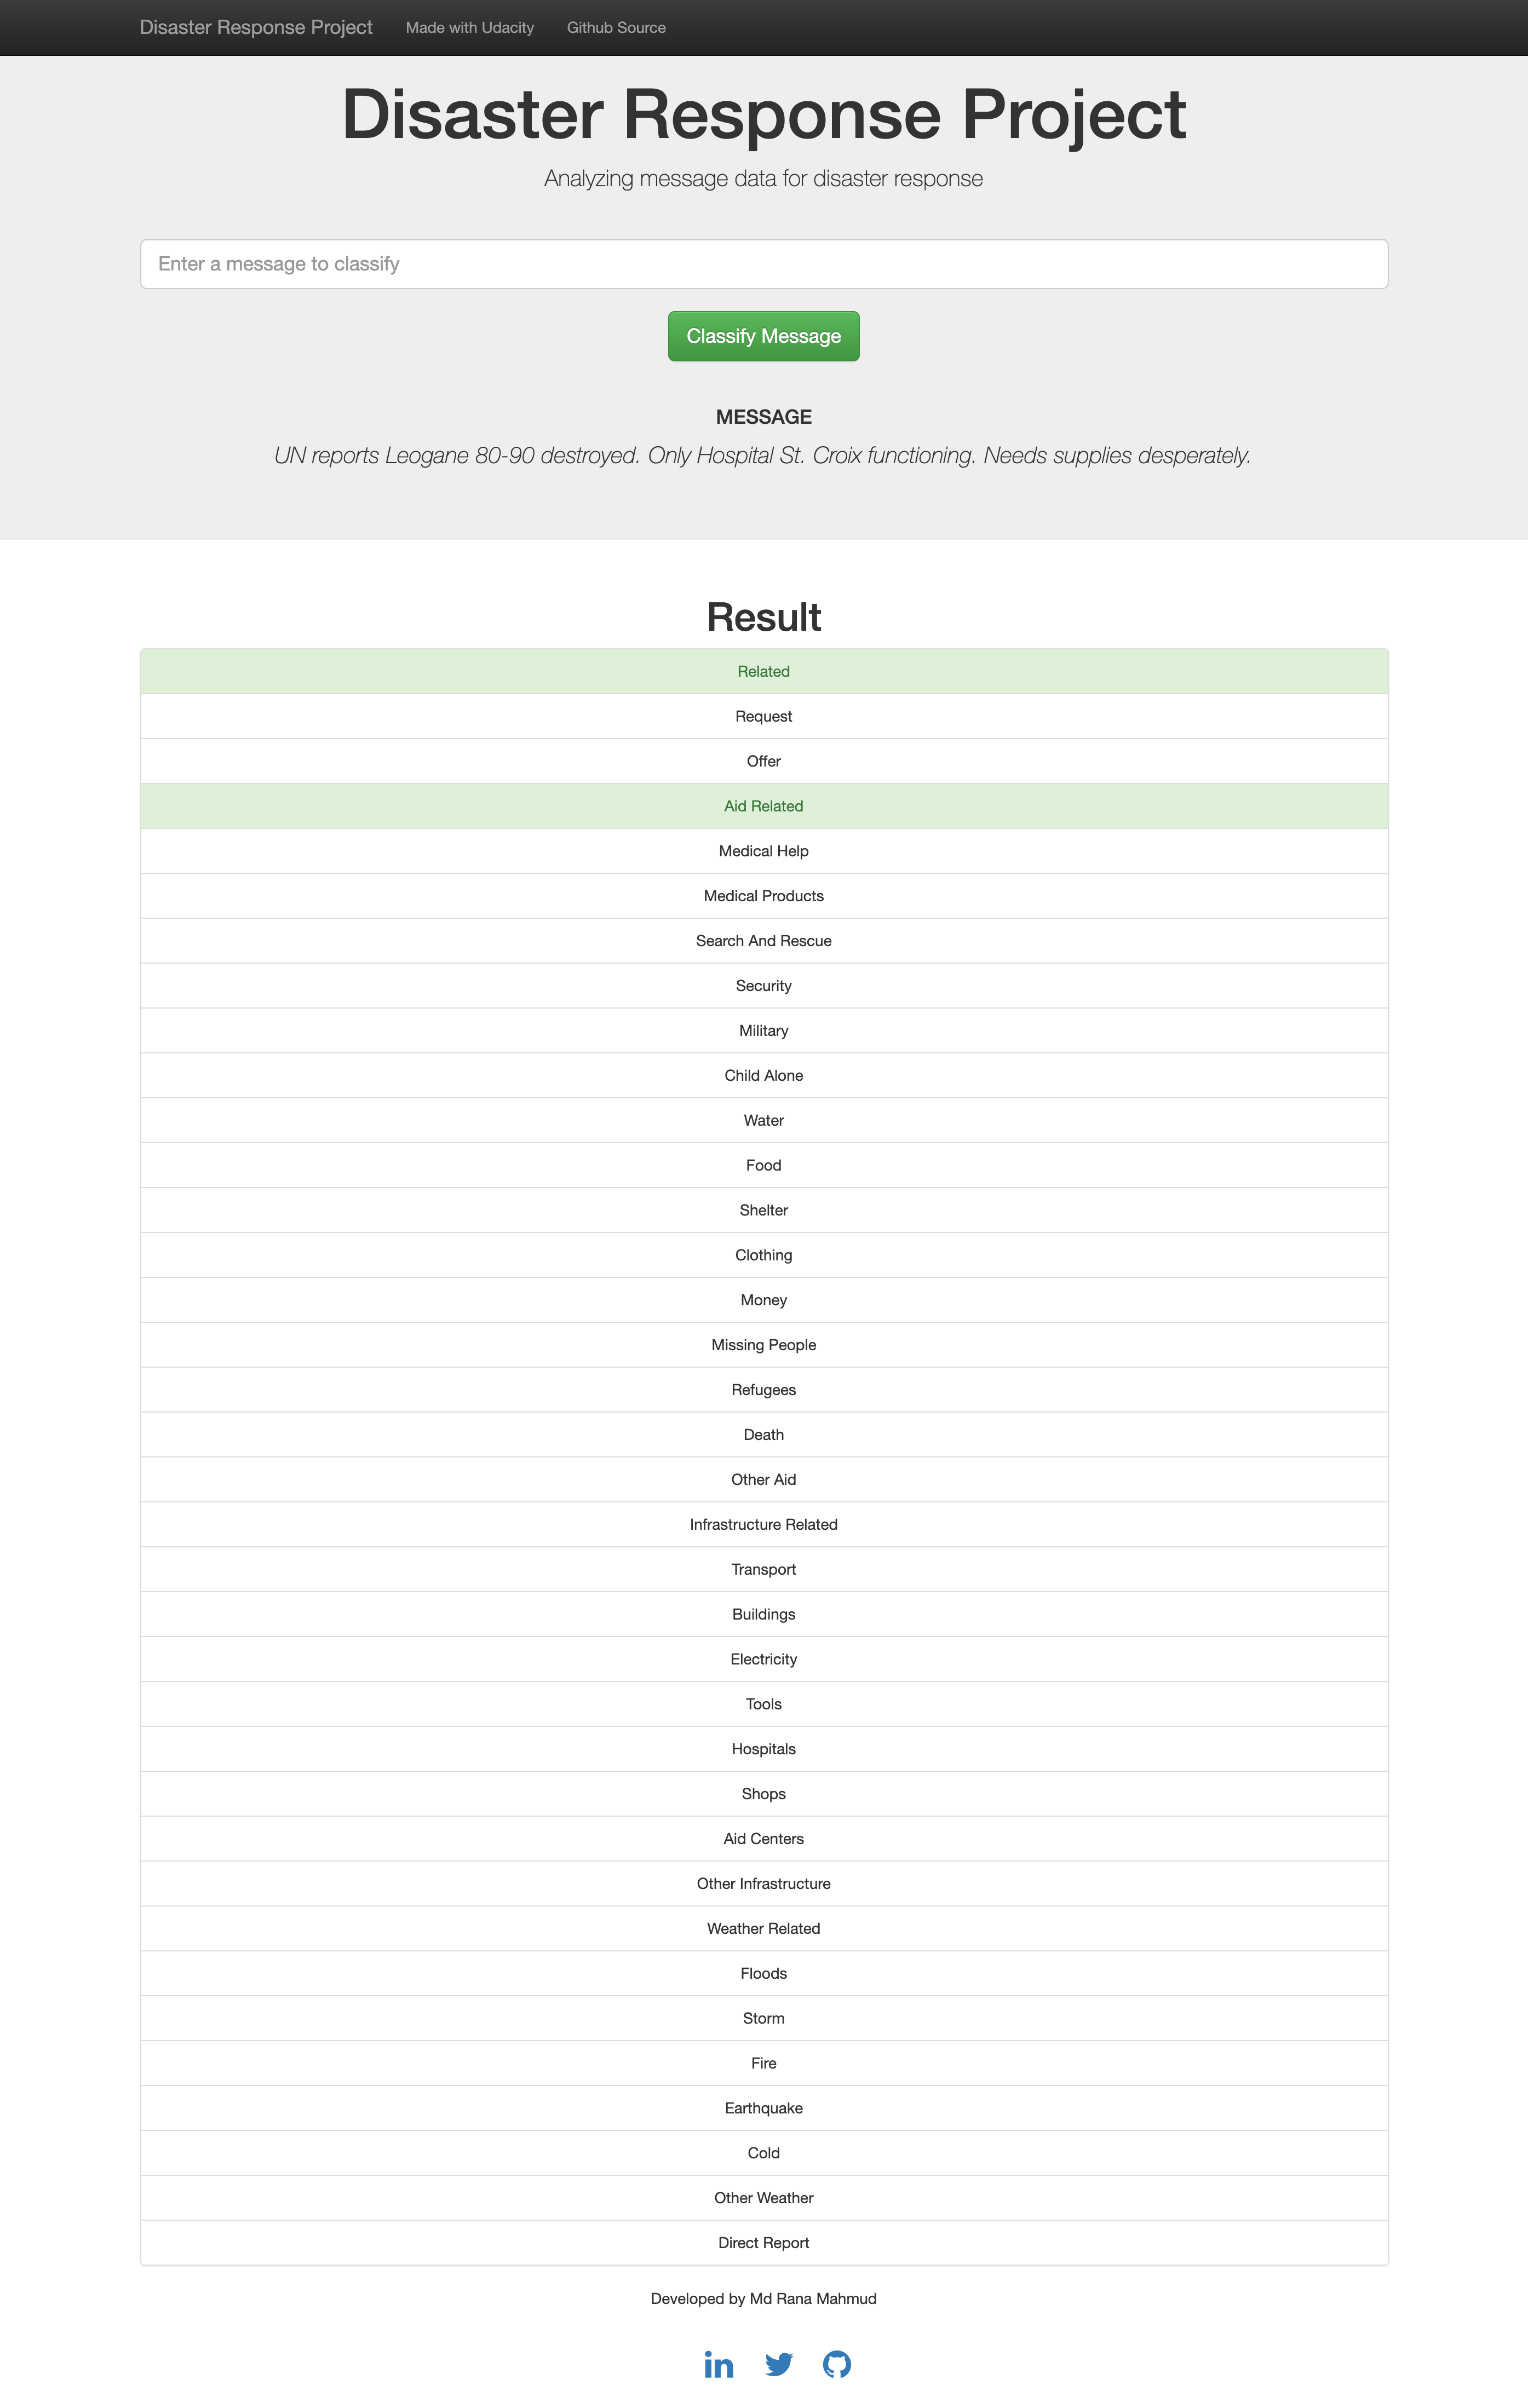 Disaster Response Project Made with Udacity Github Source
Disaster Response Project
Analyzing message data for disaster response
Enter a message to classify
Classify Message
MESSAGE
UN reports Leogane 80-90 destroyed. Only Hospital St. Croix functioning. Needs supplies desperately.
Result
Related
Request
Offer
Aid Related
Medical Help
Medical Products
Search And Rescue
Security
Military
Child Alone
Water
Food
Shelter
Clothing
Money
Missing People
Refugees
Death
Other Aid
Infrastructure Related
Transport
Buildings
Electricity
Tools
Hospitals
Shops
Aid Centers
Other Infrastructure
Weather Related
Floods
Storm
Fire
Earthquake
Cold
Other Weather
Direct Report
Developed by Md Rana Mahmud
in